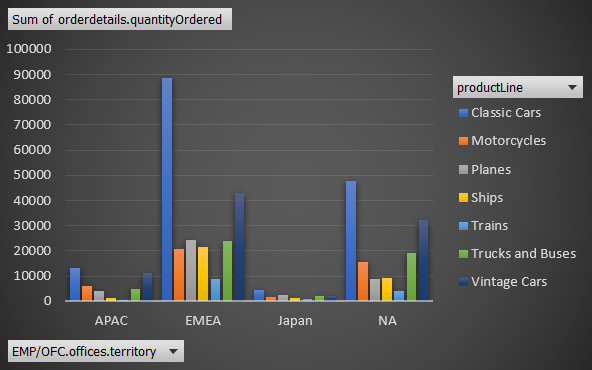 Sum of orderdetails.quantityOrdered
100000
90000
80000
70000
60000
50000
40000
30000
20000
10000
0
APAC EMEA Japan NA
productLine
Classic Cars
Motorcycles
Planes
Ships
Trains
Trucks and Buses
Vintage Cars
EMP/OFC.offices.territory